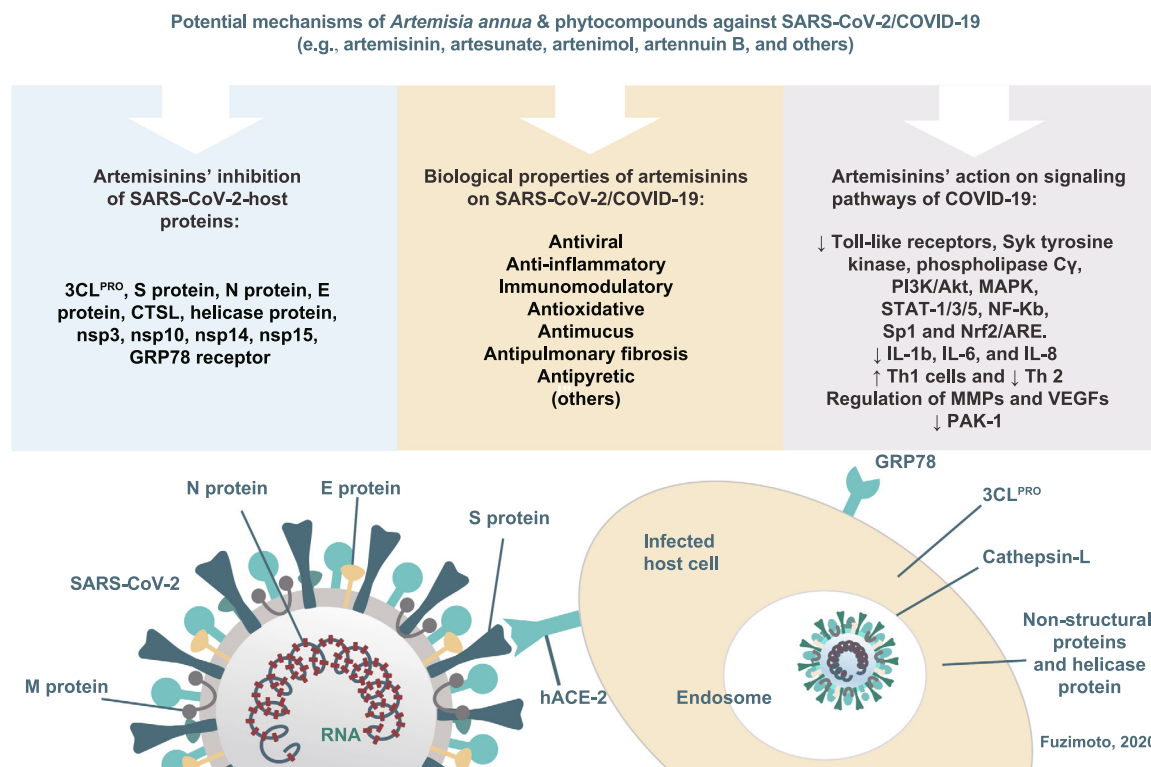 Potential mechanisms of Artemisia annua & phytocompounds against SARS-CoV-2/COVID-19
(e.g., artemisinin, artesunate, artenimol, artennuin B, and others)
Artemisinins' inhibition
of SARS-CoV-2-host
proteins:
3CLPRO, S protein, N protein, E
protein, CTSL, helicase protein,
nsp3, nsp10, nsp14, nsp15,
GRP78 receptor
Biological properties of artemisinins
on SARS-CoV-2/COVID-19:
Antiviral
Anti-inflammatory
Immunomodulatory
Antioxidative
Antimucus
Antipulmonary fibrosis
Antipyretic
(others)
Artemisinins' action on signaling
pathways of COVID-19:
↓ Toll-like receptors, Syk tyrosine
kinase, phospholipase Cγ,
PI3K/Akt, MAPK,
STAT-1/3/5, NF-Kb,
Sp1 and Nrf2/ARE.
↓ IL-1b, IL-6, and IL-8
↑ Th1 cells and ↓ Th 2
Regulation of MMPs and VEGFs
↓ PAK-1
GRP78
N protein
E protein
3CLPRO
S protein
Infected
host cell
Cathepsin-L
SARS-CoV-2
Non-structural
proteins
and helicase
protein
M protein
hACE-2
Endosome
RNA
Fuzimoto, 2020